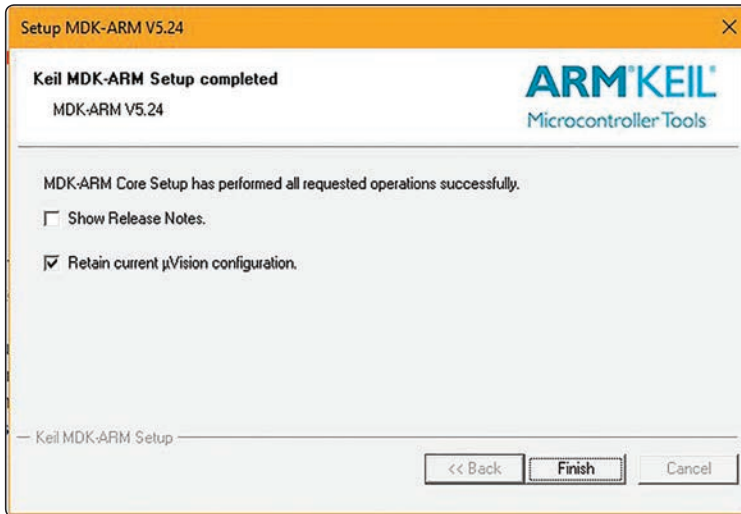 Setup MDK-ARM V5.24
Keil MDK-ARM Setup completed
MDK-ARM V5.24
ARM®KEIL®
Microcontroller Tools
MDK-ARM Core Setup has performed all requested operations successfully.
Show Release Notes.
Retain current µVision configuration.
Keil MDK-ARM Setup
<< Back
Finish
Cancel